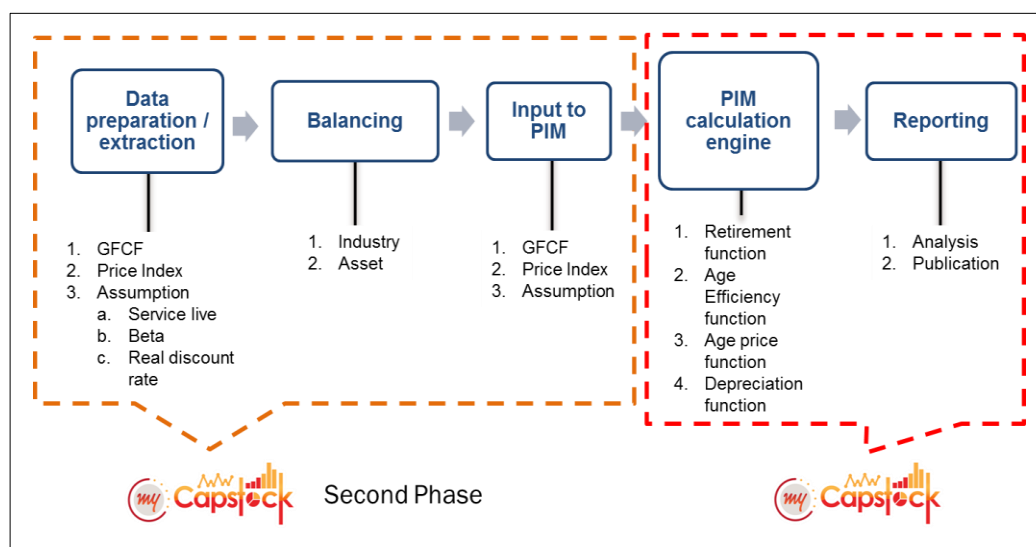 Data
preparation /
extraction
Balancing
Input to
PIM
PIM
calculation
engine
Reporting
1. GFCF
2. Price Index
3. Assumption
a. Service live
b. Beta
c. Real discount
rate
1. Industry
2. Asset
1. GFCF
2. Price Index
3. Assumption
1. Retirement
function
2. Age
Efficiency
function
3. Age price
function
4. Depreciation
function
1. Analysis
2. Publication
my Capstock
Second Phase
my Capstock